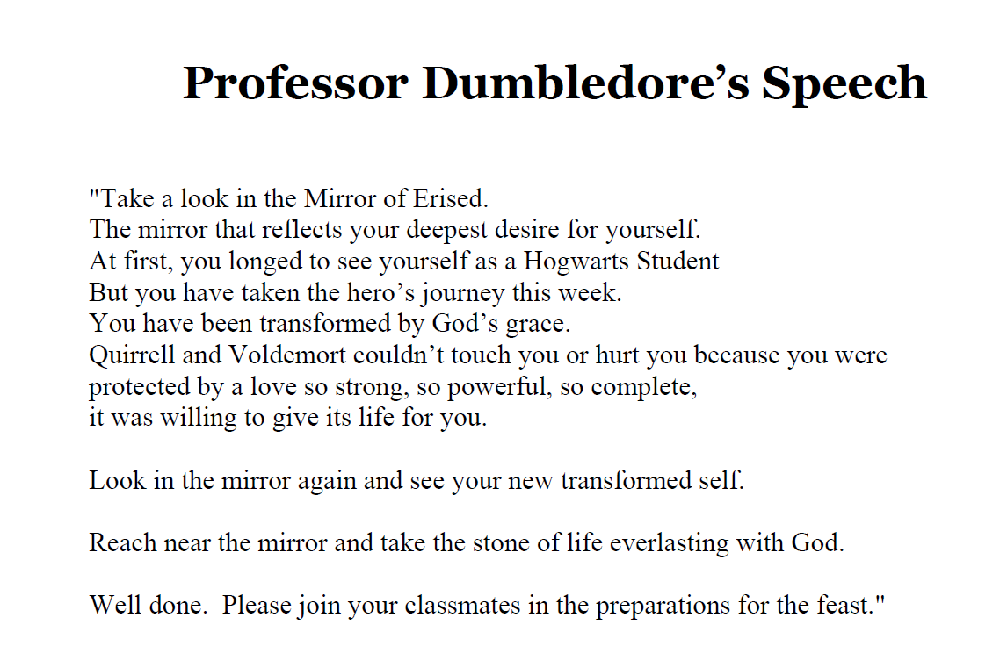 Professor Dumbledore’s Speech
"Take a look in the Mirror of Erised.
The mirror that reflects your deepest desire for yourself.
At first, you longed to see yourself as a Hogwarts Student
But you have taken the hero’s journey this week.
You have been transformed by God’s grace.
Quirrell and Voldemort couldn’t touch you or hurt you because you were
protected by a love so strong, so powerful, so complete,
it was willing to give its life for you.
Look in the mirror again and see your new transformed self.
Reach near the mirror and take the stone of life everlasting with God.
Well done.  Please join your classmates in the preparations for the feast."